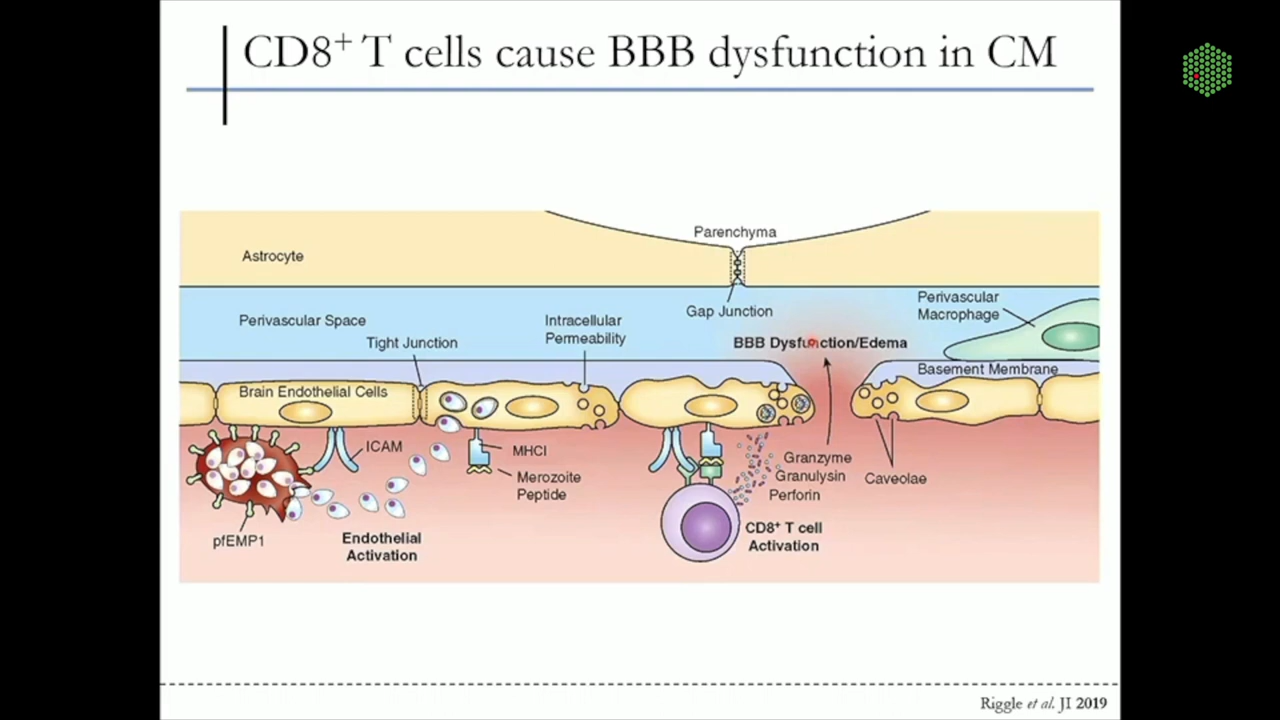 CD8⁺ T cells cause BBB dysfunction in CM
Parenchyma
Astrocyte
Gap Junction
Perivascular
Macrophage
Perivascular Space
Intracellular
Permeability
Tight Junction
BBB Dysfunction/Edema
Basement Membrane
Brain Endothelial Cells
ICAM
MHCI
Merozoite
Peptide
Granzyme
Granulysin
Perforin
Caveolae
pfEMP1
Endothelial
Activation
CD8⁺ T cell
Activation
Riggle et al. JI 2019